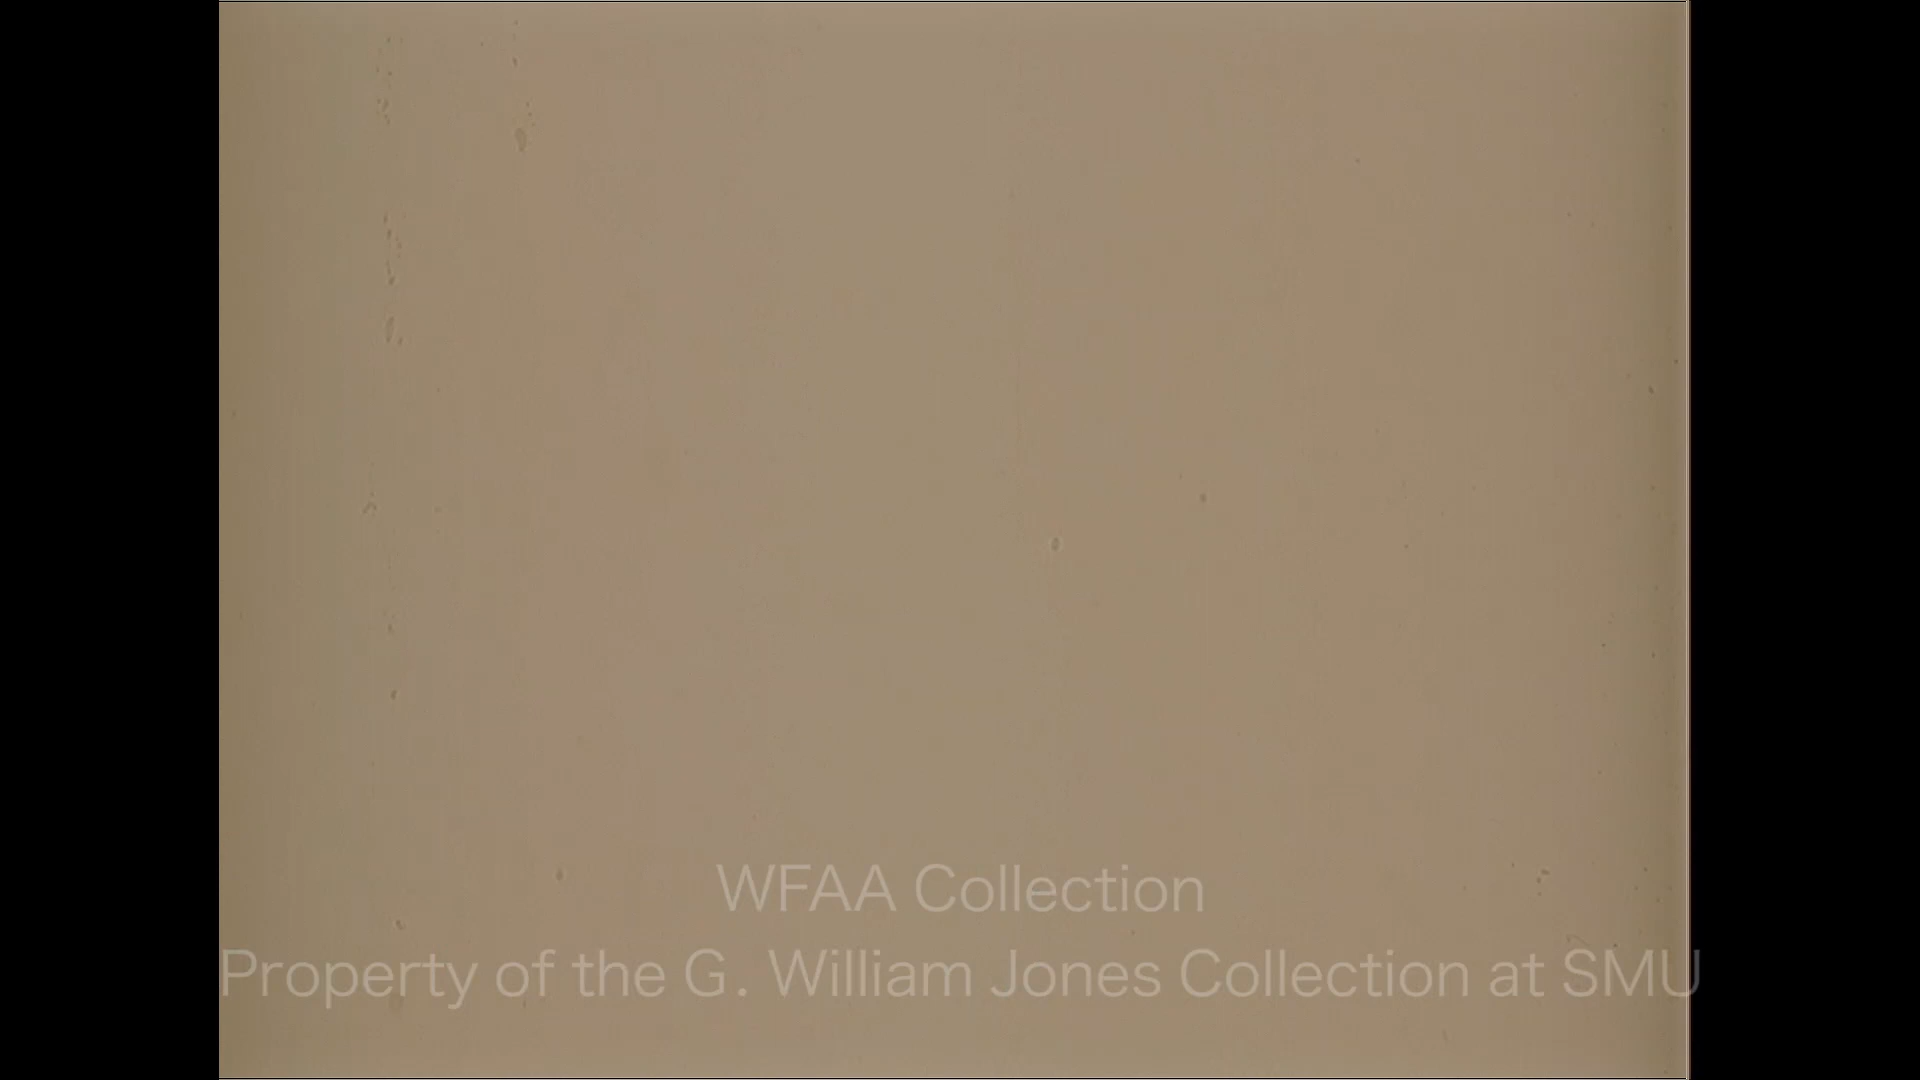 WFAA Collection
Property of the G. William Jones Collection at SMU